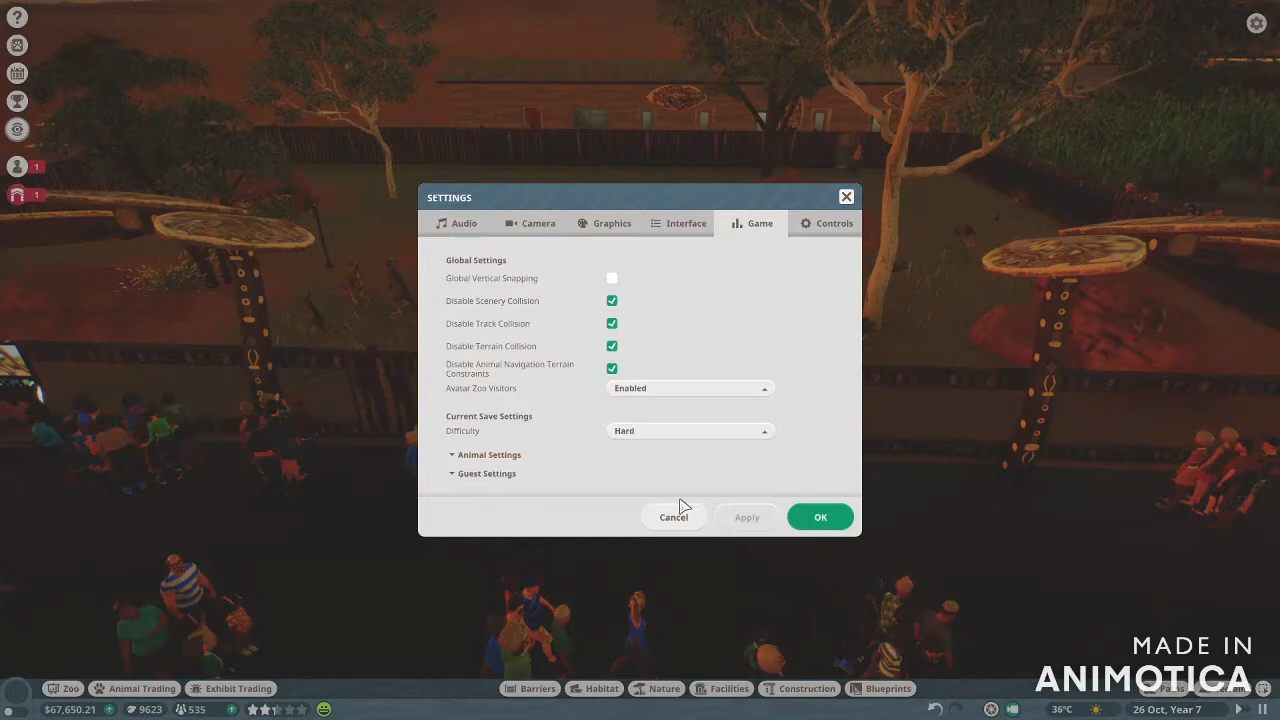 SETTINGS
Audio Camera Graphics Interface Game Controls
Global Settings
Global Vertical Snapping
Disable Scenery Collision
Disable Track Collision
Disable Terrain Collision
Disable Animal Navigation Terrain
Constraints
Avatar Zoo Visitors Enabled
Current Save Settings
Difficulty Hard
Animal Settings
Guest Settings
Cancel Apply OK
1
1
MADE IN
ANIMOTICA
Zoo Animal Trading Exhibit Trading Barriers Habitat Nature Facilities Construction Blueprints Paths
$67,650.21 9623 535 36°C 26 Oct, Year 7